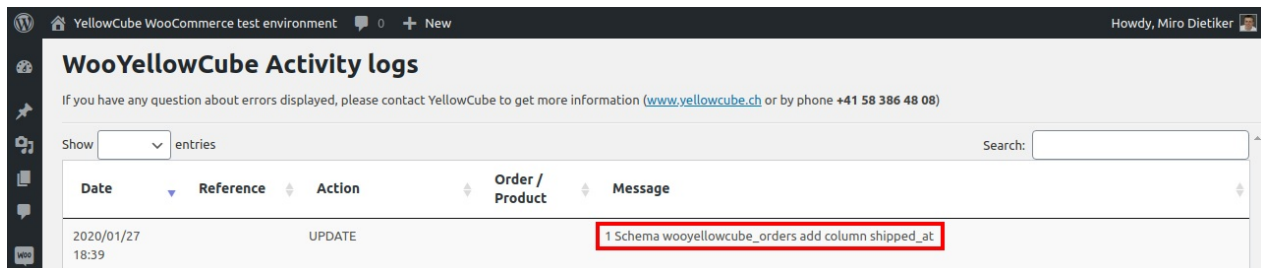 YellowCube WooCommerce test environment 0 + New Howdy, Miro Dietiker
WooYellowCube Activity logs
If you have any question about errors displayed, please contact YellowCube to get more information (www.yellowcube.ch or by phone +41 58 386 48 08)
Show entries Search:
Date Reference Action Order / Product Message
2020/01/27 18:39 UPDATE 1 Schema wooyellowcube_orders add column shipped_at
woo